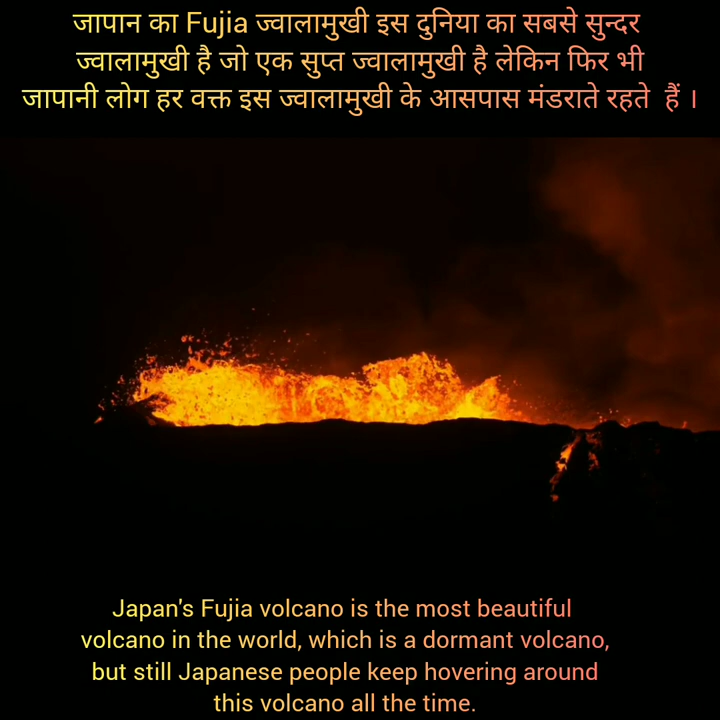 जापान का Fujia ज्वालामुखी इस दुनिया का सबसे सुन्दर
ज्वालामुखी है जो एक सुप्त ज्वालामुखी है लेकिन फिर भी
जापानी लोग हर वक्त इस ज्वालामुखी के आसपास मंडराते रहते हैं ।
Japan's Fujia volcano is the most beautiful
volcano in the world, which is a dormant volcano,
but still Japanese people keep hovering around
this volcano all the time.